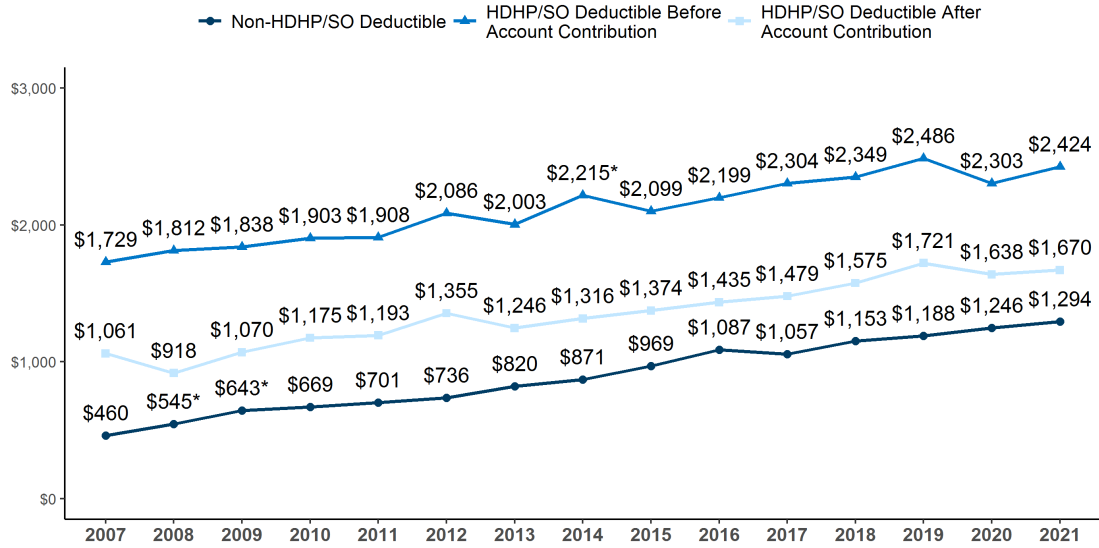 Non-HDHP/SO Deductible
HDHP/SO Deductible Before
Account Contribution
HDHP/SO Deductible After
Account Contribution
$3,000
$2,000
$1,000
$0
$1,729 $1,812 $1,838 $1,903 $1,908 $2,086 $2,003 $2,215* $2,099 $2,199 $2,304 $2,349 $2,486 $2,303 $2,424
$1,061 $918 $1,070 $1,175 $1,193 $1,355 $1,246 $1,316 $1,374 $1,435 $1,479 $1,575 $1,721 $1,638 $1,670
$460 $545* $643* $669 $701 $736 $820 $871 $969 $1,087 $1,057 $1,153 $1,188 $1,246 $1,294
2007 2008 2009 2010 2011 2012 2013 2014 2015 2016 2017 2018 2019 2020 2021